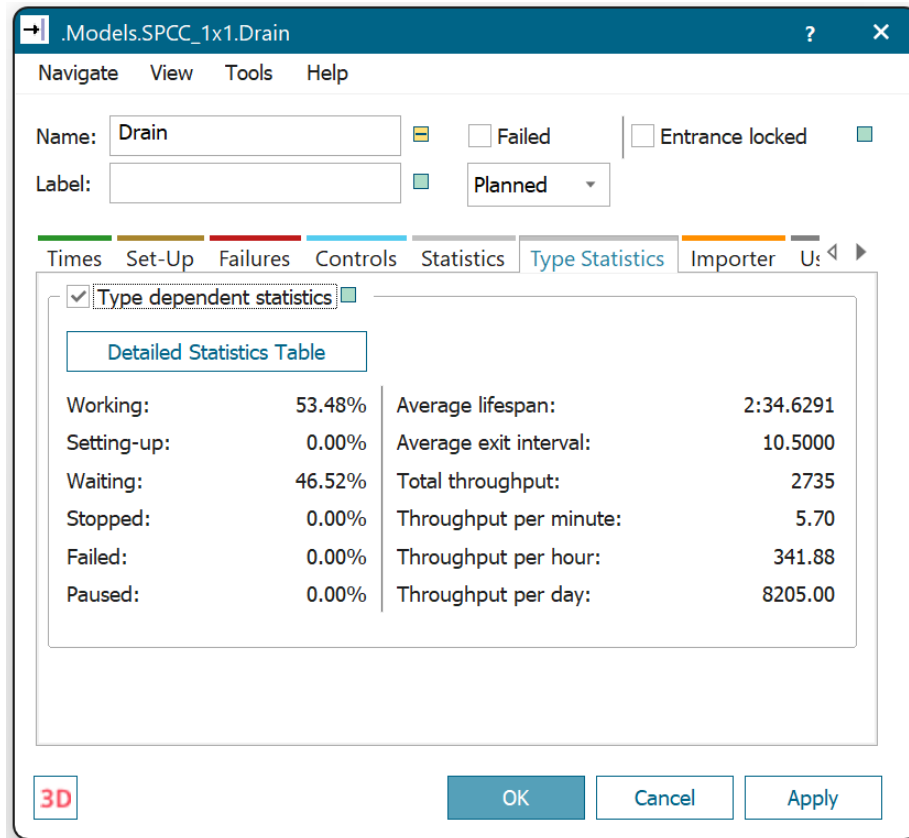 .Models.SPCC_1x1.Drain ? ×
Navigate View Tools Help
Name: Drain Failed Entrance locked
Label: Planned
Times Set-Up Failures Controls Statistics Type Statistics Importer Us
Type dependent statistics
Detailed Statistics Table
Working: 53.48% Average lifespan: 2:34.6291
Setting-up: 0.00% Average exit interval: 10.5000
Waiting: 46.52% Total throughput: 2735
Stopped: 0.00% Throughput per minute: 5.70
Failed: 0.00% Throughput per hour: 341.88
Paused: 0.00% Throughput per day: 8205.00
3D OK Cancel Apply